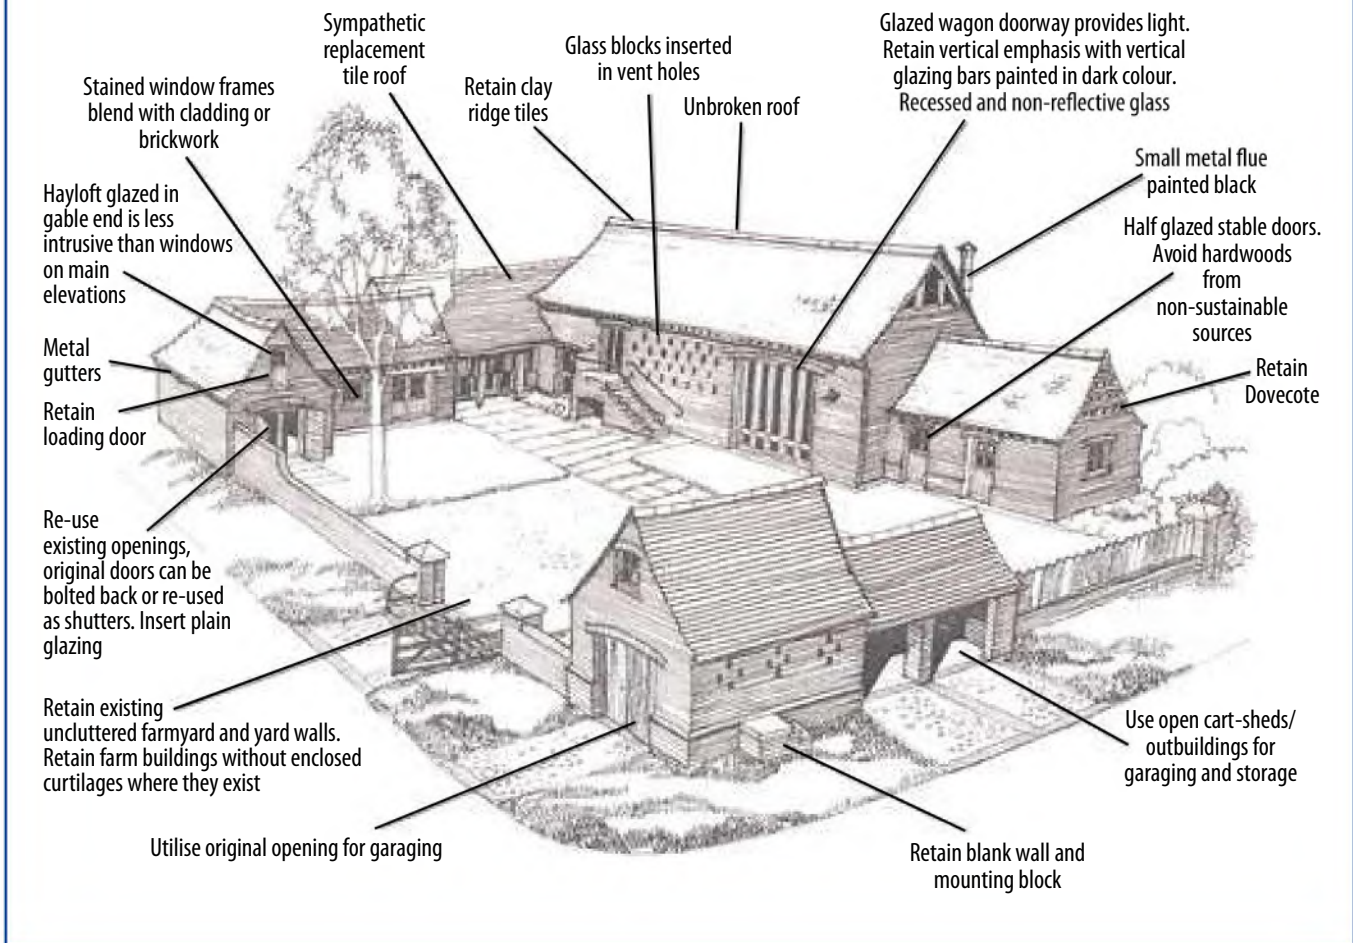 Sympathetic
replacement
tile roof
Glass blocks inserted
in vent holes
Glazed wagon doorway provides light.
Retain vertical emphasis with vertical
glazing bars painted in dark colour.
Recessed and non-reflective glass
Stained window frames
blend with cladding or
brickwork
Retain clay
ridge tiles
Unbroken roof
Small metal flue
painted black
Hayloft glazed in
gable end is less
intrusive than windows
on main
elevations
Half glazed stable doors.
Avoid hardwoods
from
non-sustainable
sources
Metal
gutters
Retain
Dovecote
Retain
loading door
Re-use
existing openings,
original doors can be
bolted back or re-used
as shutters. Insert plain
glazing
Retain existing
uncluttered farmyard and yard walls.
Retain farm buildings without enclosed
curtilages where they exist
Use open cart-sheds/
outbuildings for
garaging and storage
Utilise original opening for garaging
Retain blank wall and
mounting block